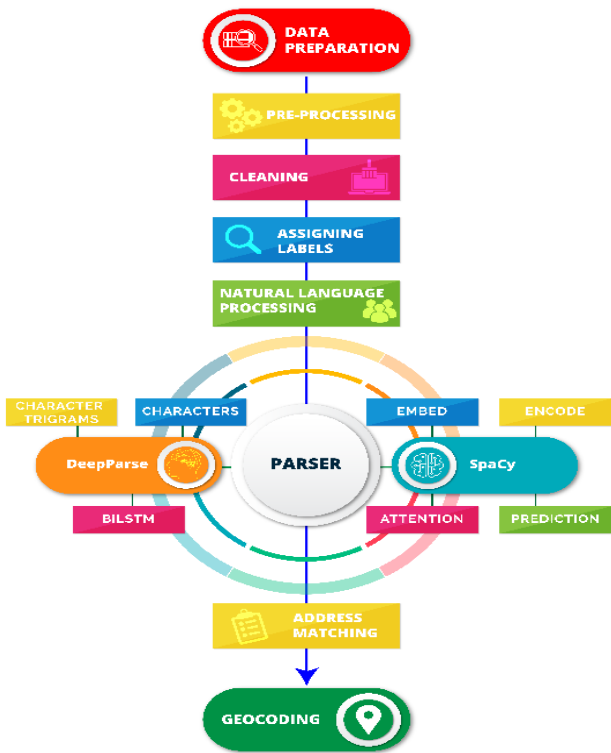 DATA
PREPARATION
PRE-PROCESSING
CLEANING
ASSIGNING
LABELS
NATURAL LANGUAGE
PROCESSING
CHARACTER
TRIGRAMS
CHARACTERS
EMBED
ENCODE
DeepParse
PARSER
SpaCy
BILSTM
ATTENTION
PREDICTION
ADDRESS
MATCHING
GEOCODING